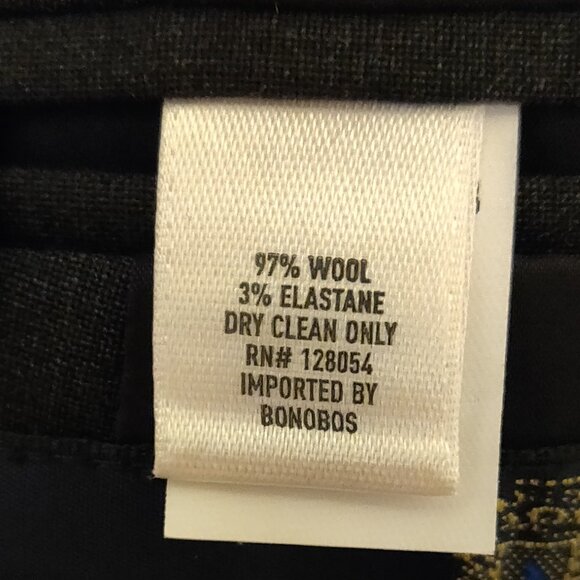 97% WOOL
3% ELASTANE
DRY CLEAN ONLY
RN# 128054
IMPORTED BY
BONOBOS